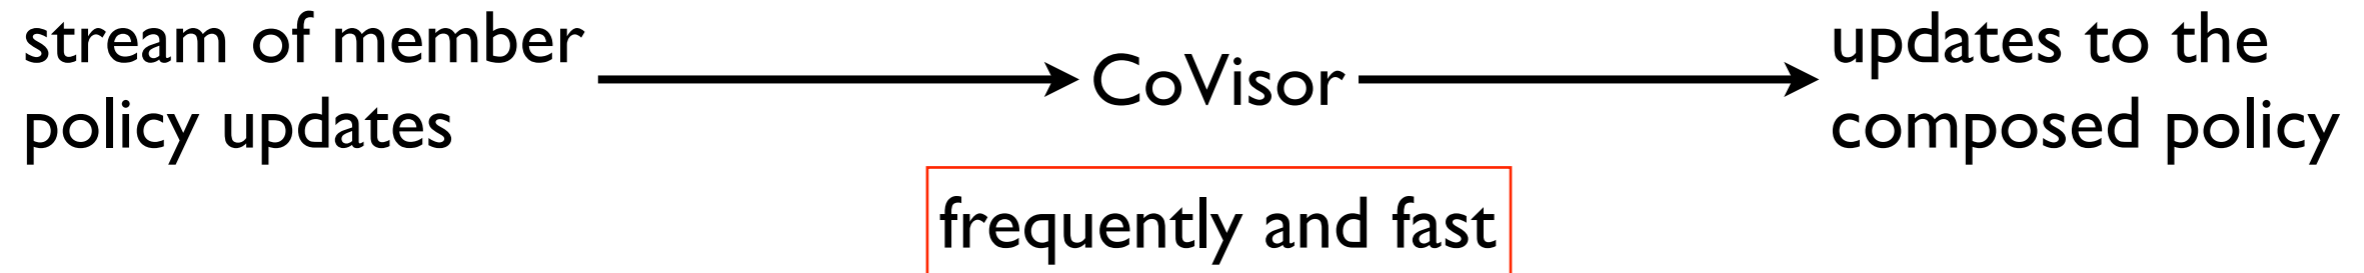 stream of member
policy updates
CoVisor
updates to the
composed policy
frequently and fast